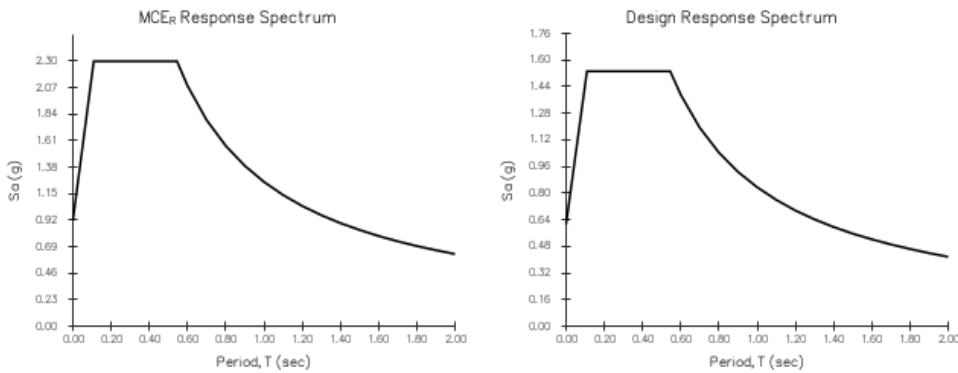 MCER Response Spectrum
2.30
2.07
1.84
1.61
1.38
1.15
0.92
0.69
0.46
0.23
0.00
Sa (g)
0.00 0.20 0.40 0.60 0.80 1.00 1.20 1.40 1.60 1.80 2.00
Period, T (sec)
Design Response Spectrum
1.76
1.60
1.44
1.28
1.12
0.96
0.80
0.64
0.48
0.32
0.16
0.00
Sa (g)
0.00 0.20 0.40 0.60 0.80 1.00 1.20 1.40 1.60 1.80 2.00
Period, T (sec)